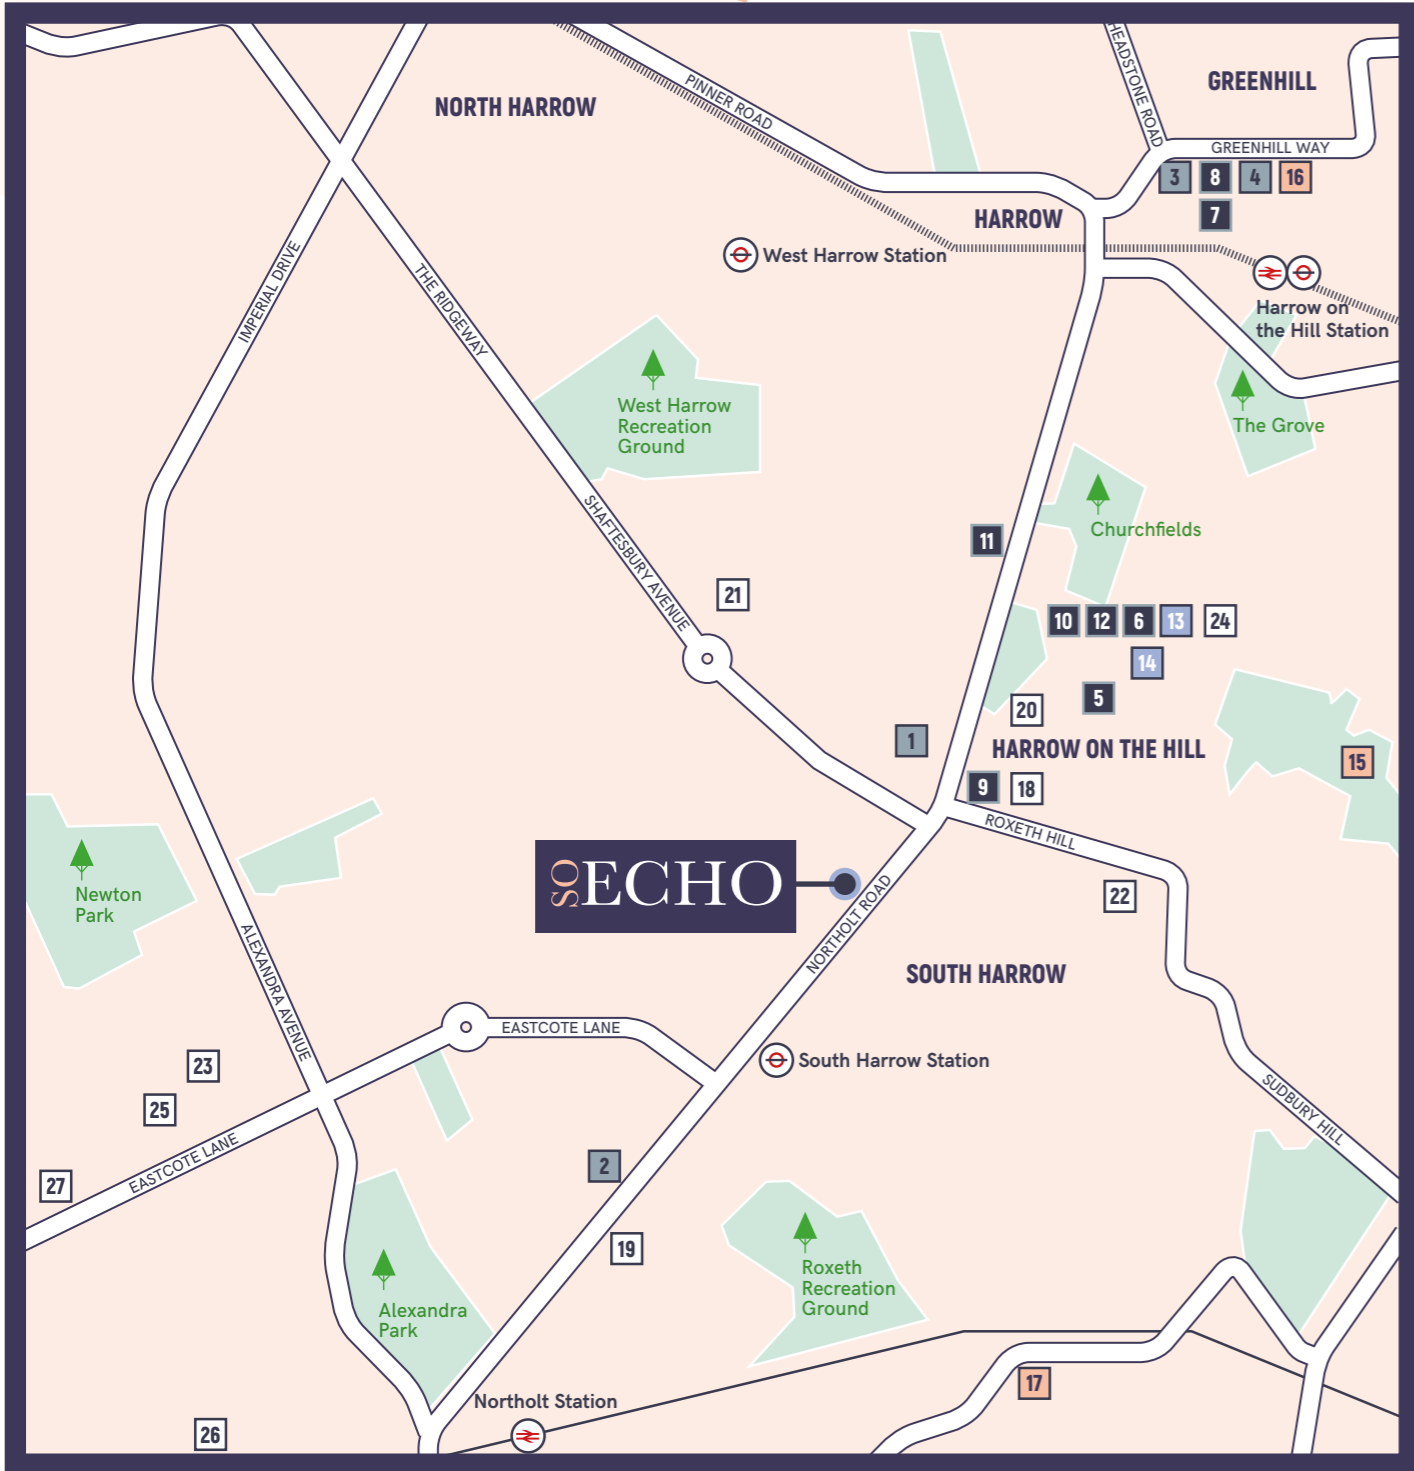 HEADSTONE ROAD
GREENHILL
NORTH HARROW
PINNER ROAD
GREENHILL WAY
3 8 4 16
7
HARROW
West Harrow Station
Harrow on
the Hill Station
IMPERIAL DRIVE
THE RIDGEWAY
West Harrow
Recreation
Ground
The Grove
Churchfields
11
SHAFTESBURY AVENUE
21
10 12 6 13 24
14
5
20
1
HARROW ON THE HILL
15
9 18
ROXETH HILL
SO ECHO
NORTHOLT ROAD
22
Newton
Park
ALEXANDRA AVENUE
SOUTH HARROW
EASTCOTE LANE
South Harrow Station
23
25
SUDBURY HILL
EASTCOTE LANE
27
2
19
Roxeth
Recreation
Ground
Alexandra
Park
17
Northolt Station
26